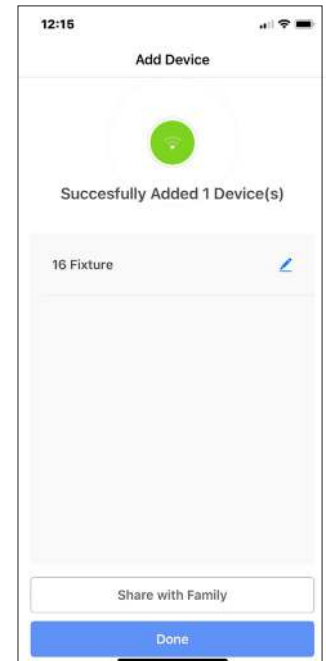 12:15
Add Device
Succesfully Added 1 Device(s)
16 Fixture
Share with Family
Done